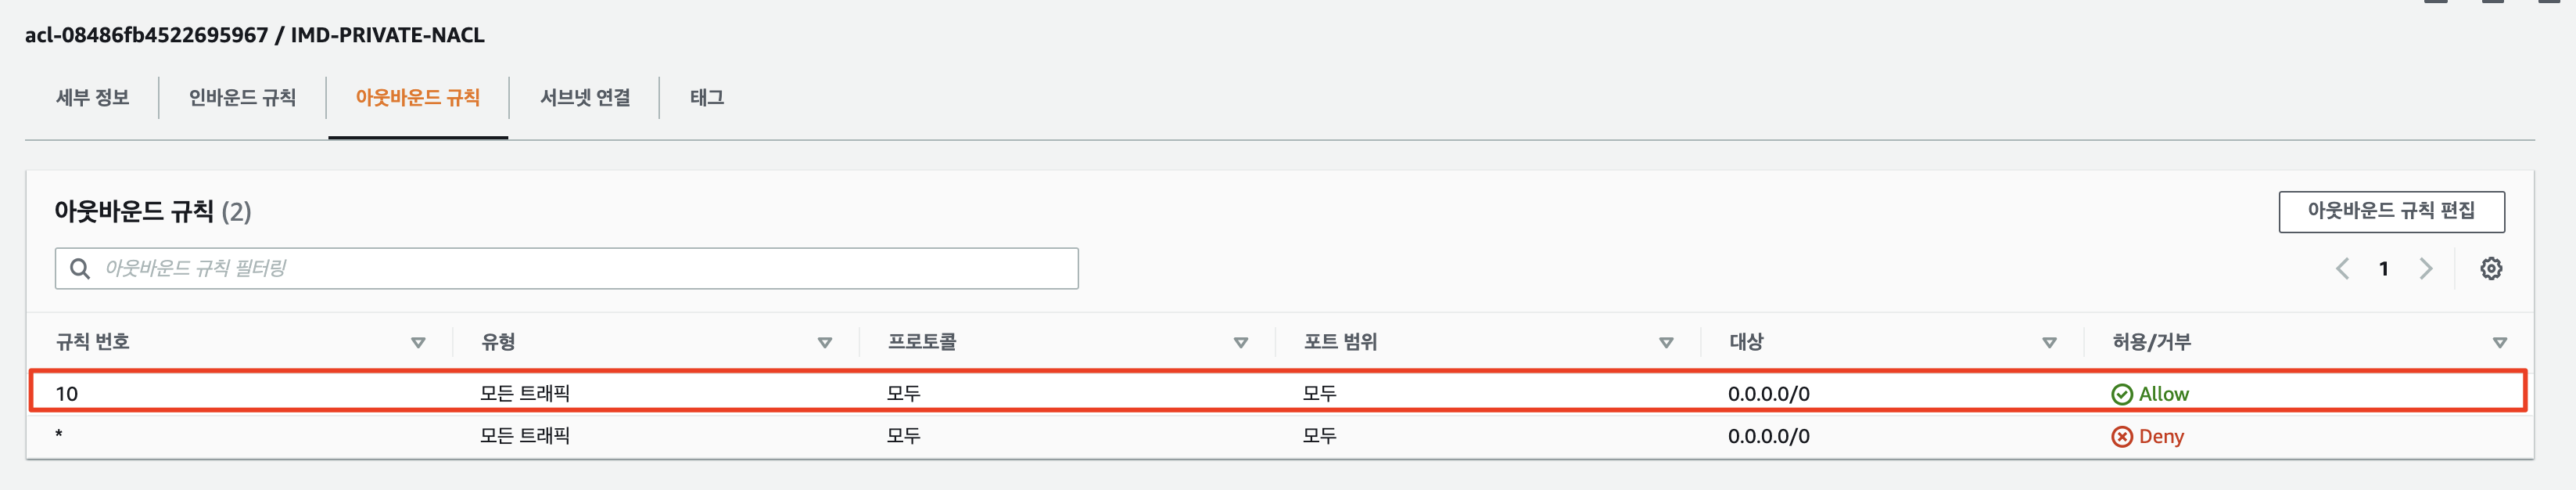 acl-08486fb4522695967 / IMD-PRIVATE-NACL
세부 정보 인바운드 규칙 아웃바운드 규칙 서브넷 연결 태그
아웃바운드 규칙 (2) 아웃바운드 규칙 편집
아웃바운드 규칙 필터링 1
규칙 번호 유형 프로토콜 포트 범위 대상 허용/거부
10 모든 트래픽 모두 모두 0.0.0.0/0 Allow
* 모든 트래픽 모두 모두 0.0.0.0/0 Deny